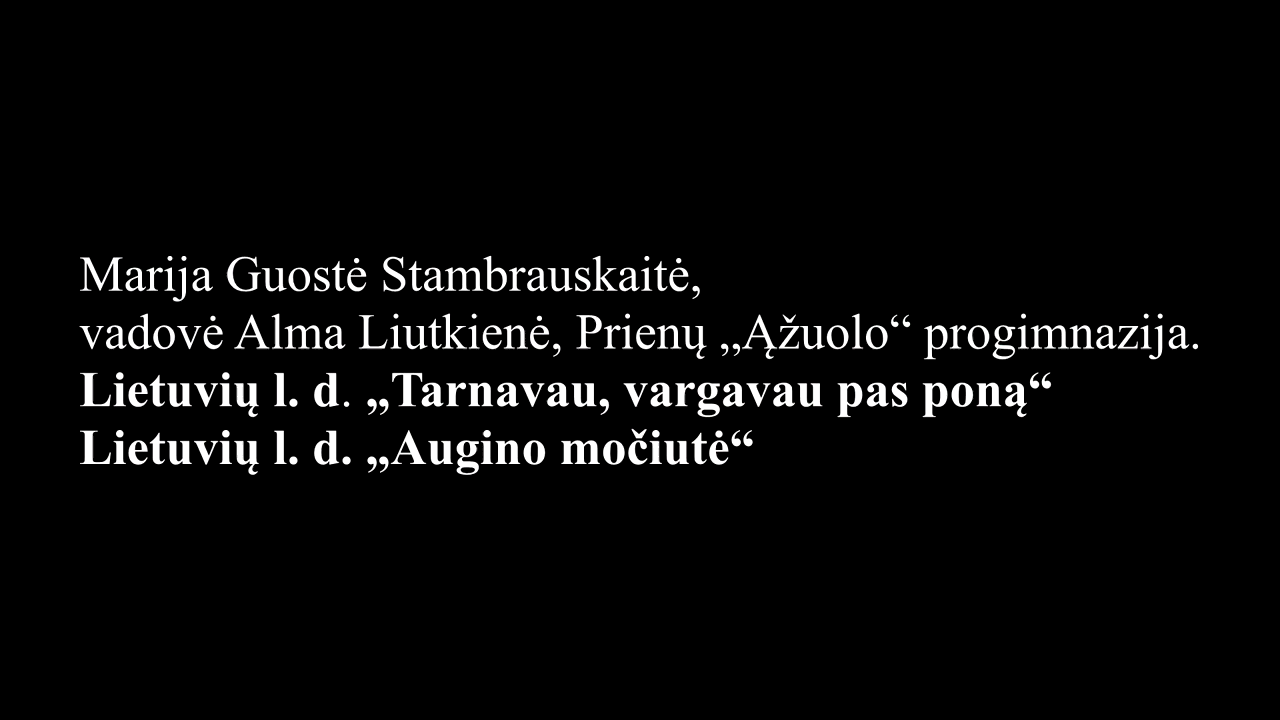 Marija Guostė Stambrauskaitė,
vadovė Alma Liutkienė, Prienų „Ąžuolo“ progimnazija.
Lietuvių l. d. „Tarnavau, vargavau pas poną“
Lietuvių l. d. „Augino močiutė“